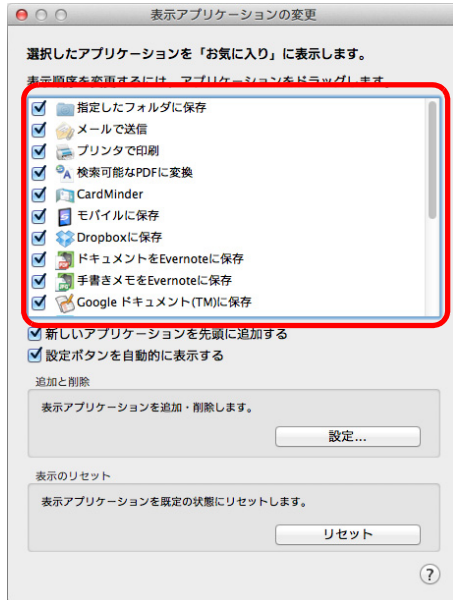 表示アプリケーションの変更
選択したアプリケーションを「お気に入り」に表示します。
表示順序を変更するには、アプリケーションをドラッグします。
指定したフォルダに保存
メールで送信
プリンタで印刷
検索可能なPDFに変換
CardMinder
モバイルに保存
Dropboxに保存
ドキュメントをEvernoteに保存
手書きメモをEvernoteに保存
Google ドキュメント(TM)に保存
新しいアプリケーションを先頭に追加する
設定ボタンを自動的に表示する
追加と削除
表示アプリケーションを追加・削除します。
設定...
表示のリセット
表示アプリケーションを既定の状態にリセットします。
リセット
?